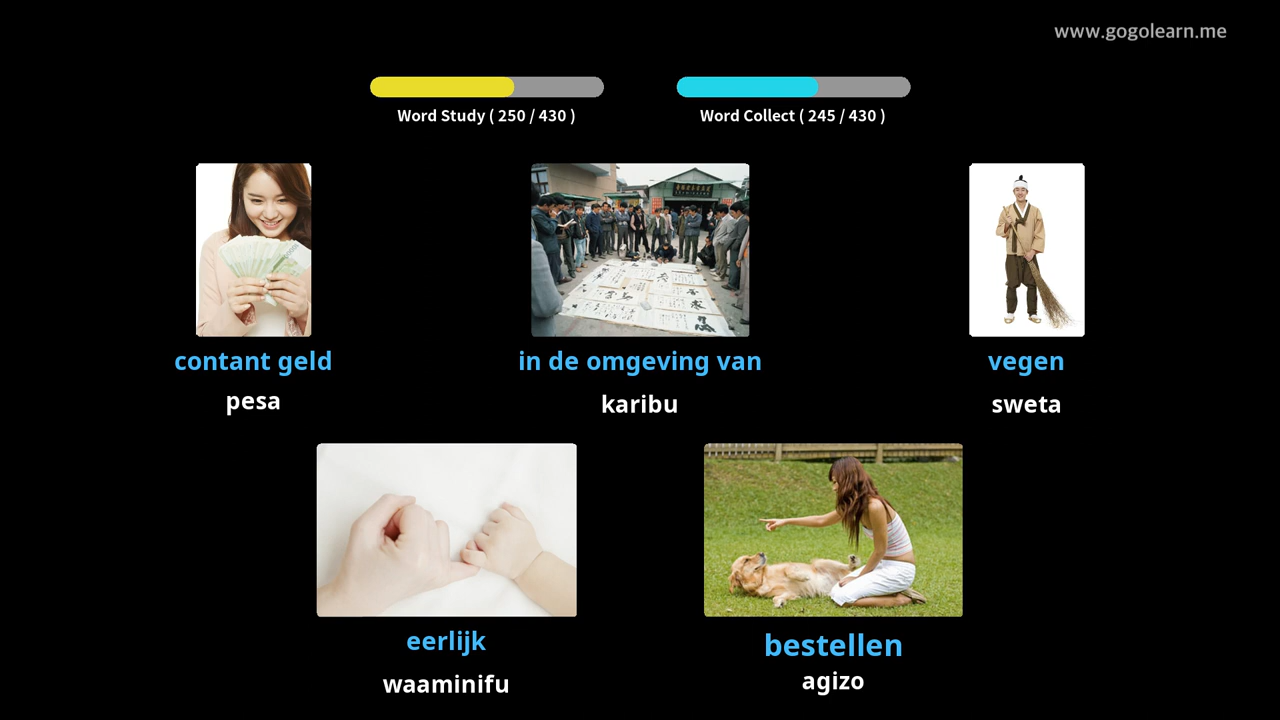 www.gogolearn.me
Word Study ( 250 / 430 )
Word Collect ( 245 / 430 )
contant geld
pesa
in de omgeving van
karibu
vegen
sweta
eerlijk
waaminifu
bestellen
agizo